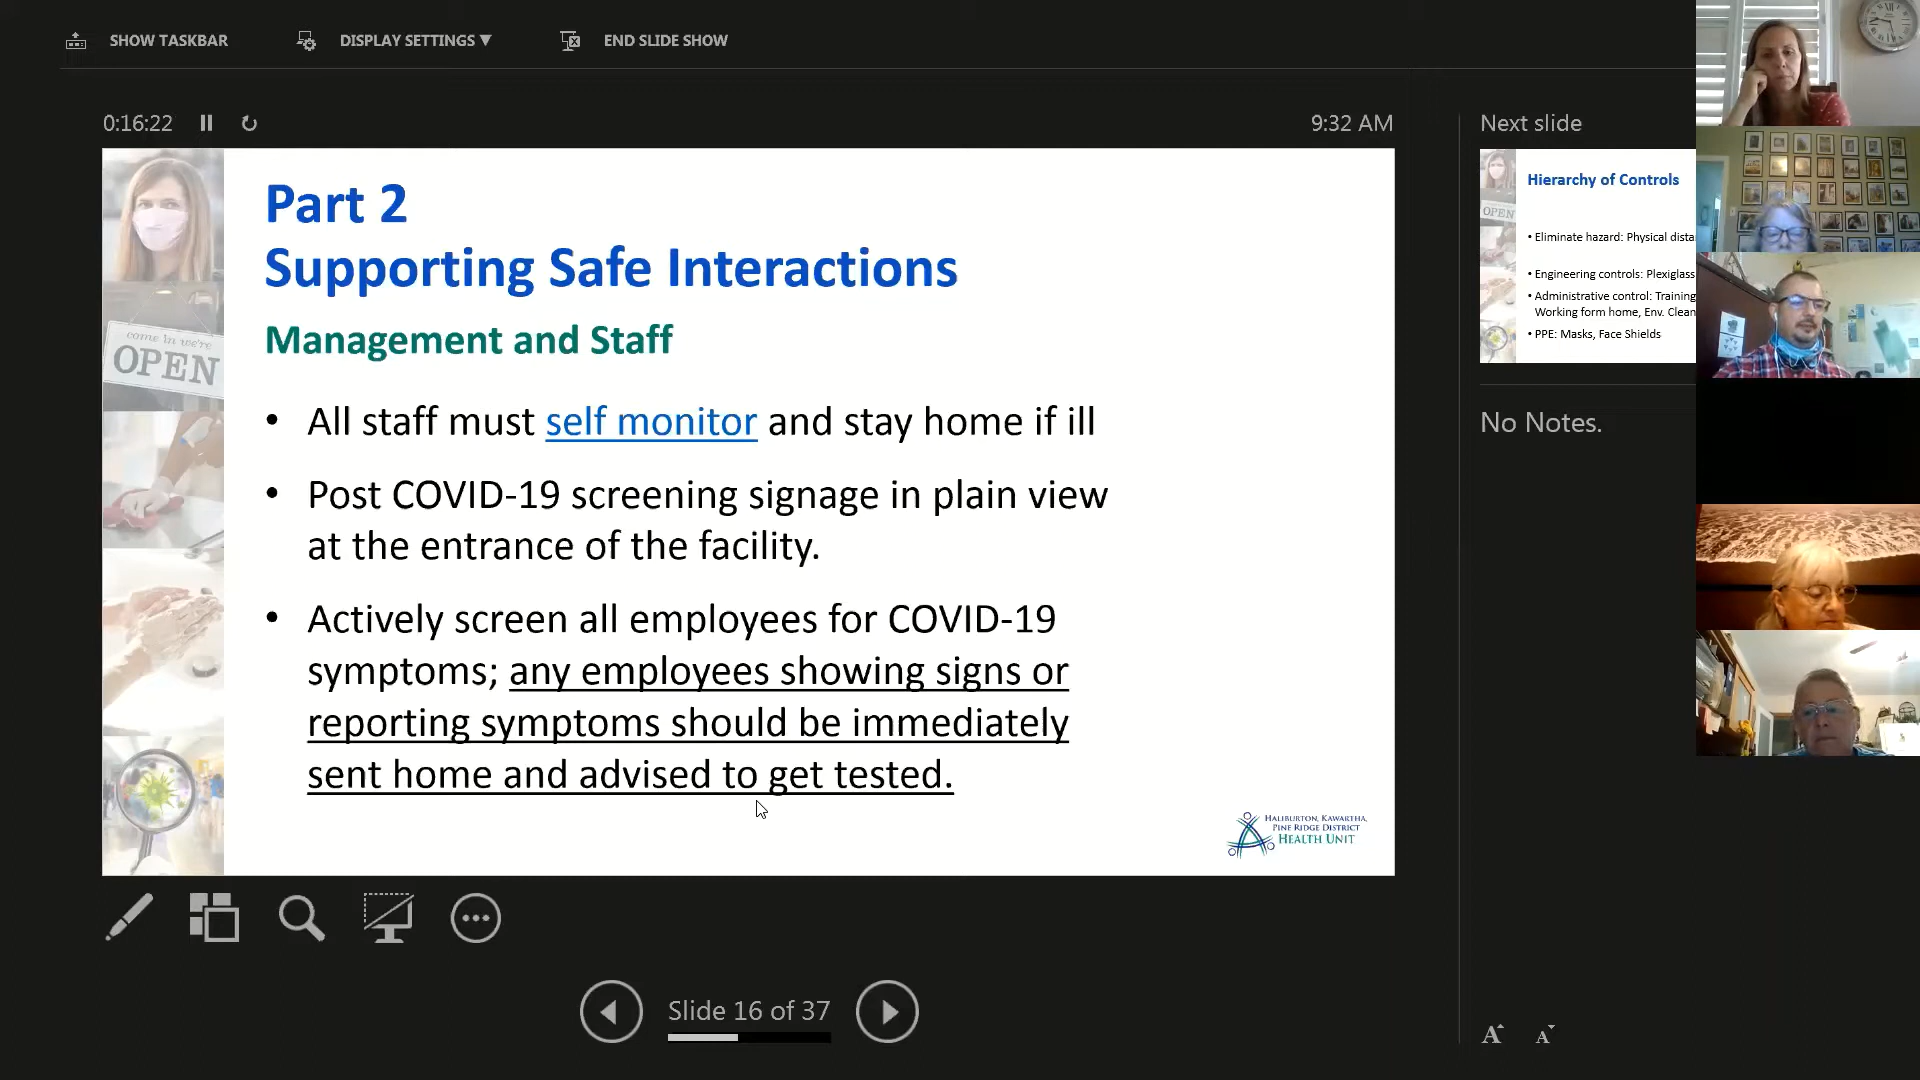 SHOW TASKBAR
DISPLAY SETTINGS ▼
END SLIDE SHOW
0:16:22
9:32 AM
Next slide
come in we're
OPEN
Part 2
Supporting Safe Interactions
Management and Staff
• All staff must self monitor and stay home if ill
• Post COVID-19 screening signage in plain view
at the entrance of the facility.
• Actively screen all employees for COVID-19
symptoms; any employees showing signs or
reporting symptoms should be immediately
sent home and advised to get tested.
HALIBURTON, KAWARTHA,
PINE RIDGE DISTRICT
HEALTH UNIT
OPEN
Hierarchy of Controls
• Eliminate hazard: Physical dista
• Engineering controls: Plexiglass
• Administrative control: Training
Working form home, Env. Clean
• PPE: Masks, Face Shields
No Notes.
Slide 16 of 37
A
A